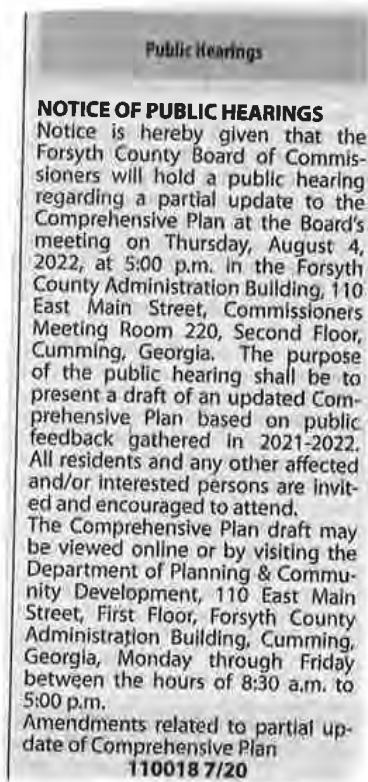 Public Hearings
NOTICE OF PUBLIC HEARINGS
Notice is hereby given that the
Forsyth County Board of Commis-
sioners will hold a public hearing
regarding a partial update to the
Comprehensive Plan at the Board's
meeting on Thursday, August 4,
2022, at 5:00 p.m. in the Forsyth
County Administration Building, 110
East Main Street, Commissioners
Meeting Room 220, Second Floor,
Cumming, Georgia. The purpose
of the public hearing shall be to
present a draft of an updated Com-
prehensive Plan based on public
feedback gathered in 2021-2022.
All residents and any other affected
and/or interested persons are invit-
ed and encouraged to attend.
The Comprehensive Plan draft may
be viewed online or by visiting the
Department of Planning & Commu-
nity Development, 110 East Main
Street, First Floor, Forsyth County
Administration Building, Cumming,
Georgia, Monday through Friday
between the hours of 8:30 a.m. to
5:00 p.m.
Amendments related to partial up-
date of Comprehensive Plan
110018 7/20